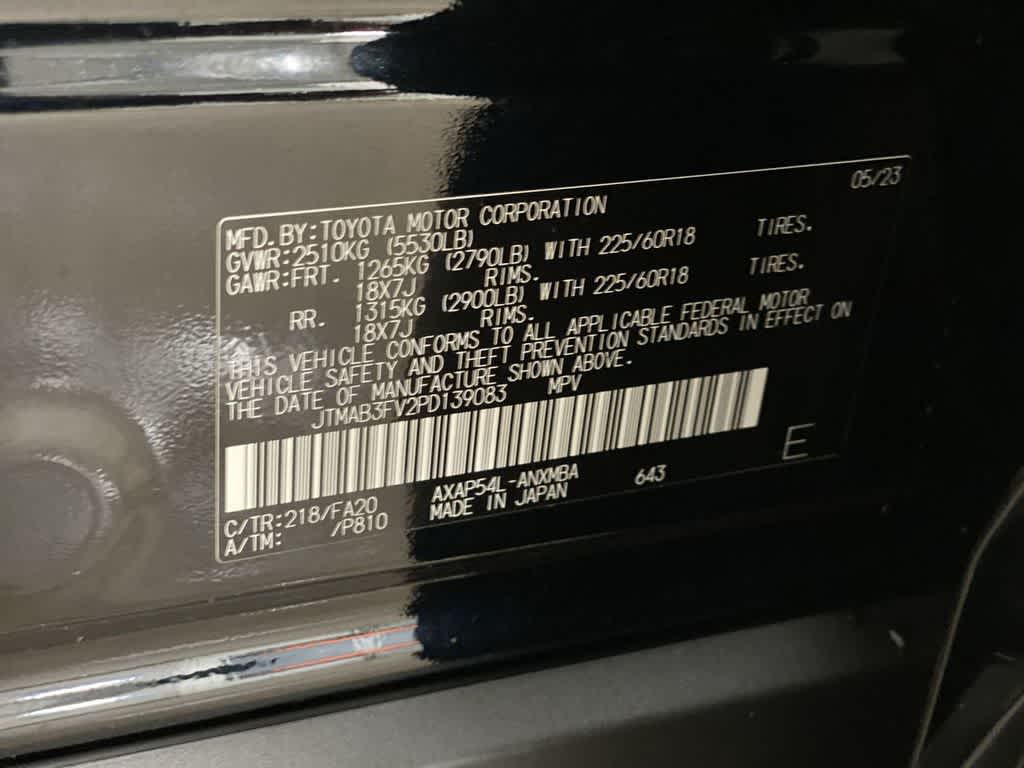 05/23
MFD.BY:TOYOTA MOTOR CORPORATION
GVWR:2510KG (5530LB)
GAWR:FRT. 1265KG (2790LB) WITH 225/60R18 TIRES.
18X7J RIMS.
RR. 1315KG (2900LB) WITH 225/60R18 TIRES.
18X7J RIMS.
THIS VEHICLE CONFORMS TO ALL APPLICABLE FEDERAL MOTOR
VEHICLE SAFETY AND THEFT PREVENTION STANDARDS IN EFFECT ON
THE DATE OF MANUFACTURE SHOWN ABOVE.
JTMAB3FV2PD139083 MPV
E
C/TR:218/FA20 AXAP54L-ANXMBA 643
A/TM: /P810 MADE IN JAPAN